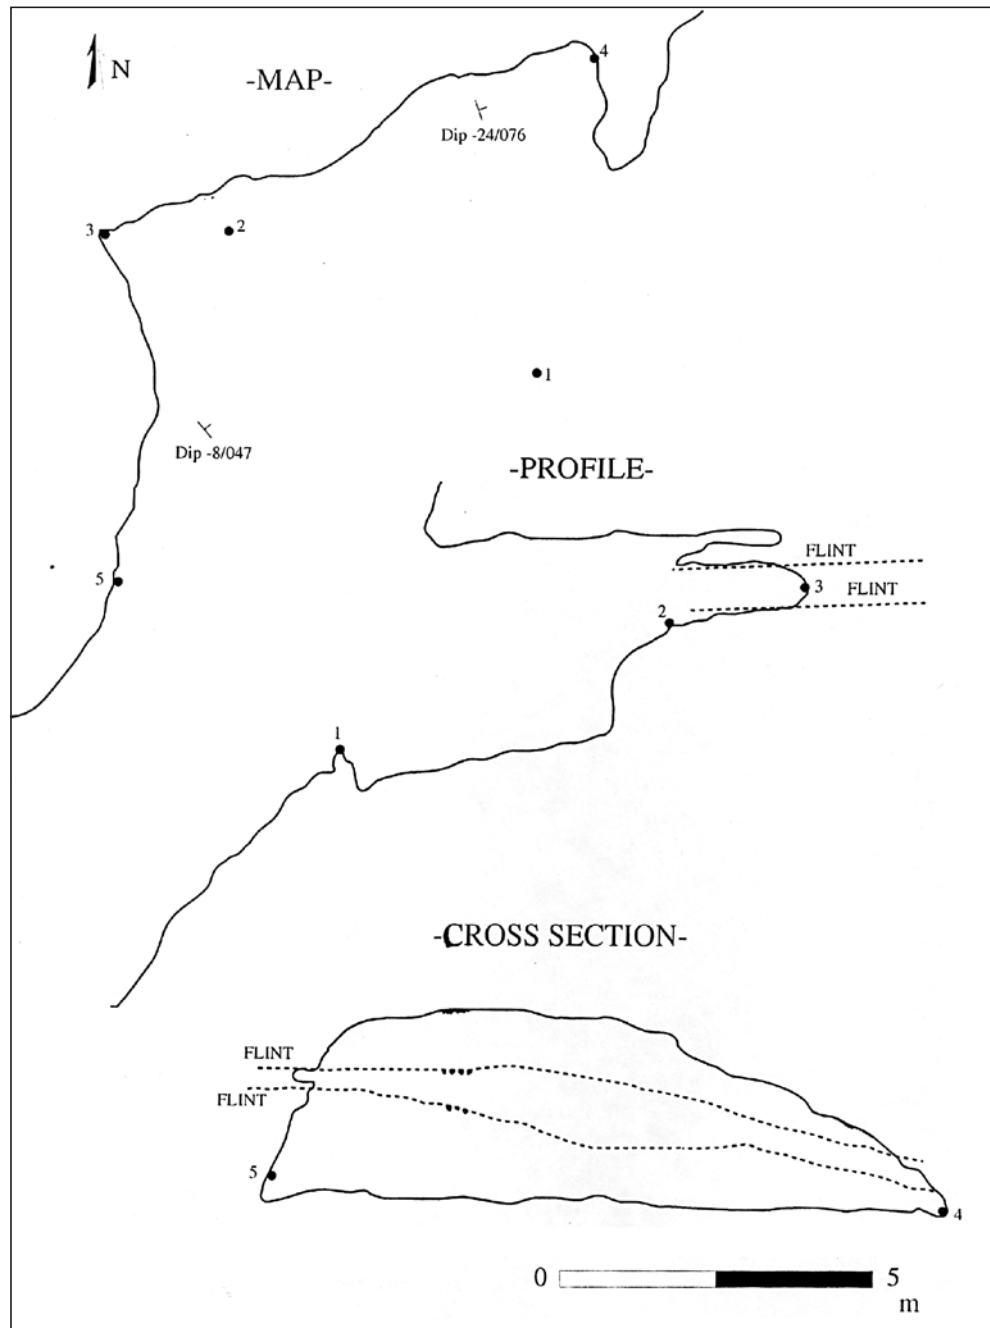 N
-MAP-
4
Dip -24/076
3
2
1
Dip -8/047
-PROFILE-
FLINT
5
3
FLINT
2
1
-CROSS SECTION-
FLINT
FLINT
5
4
0
5
m